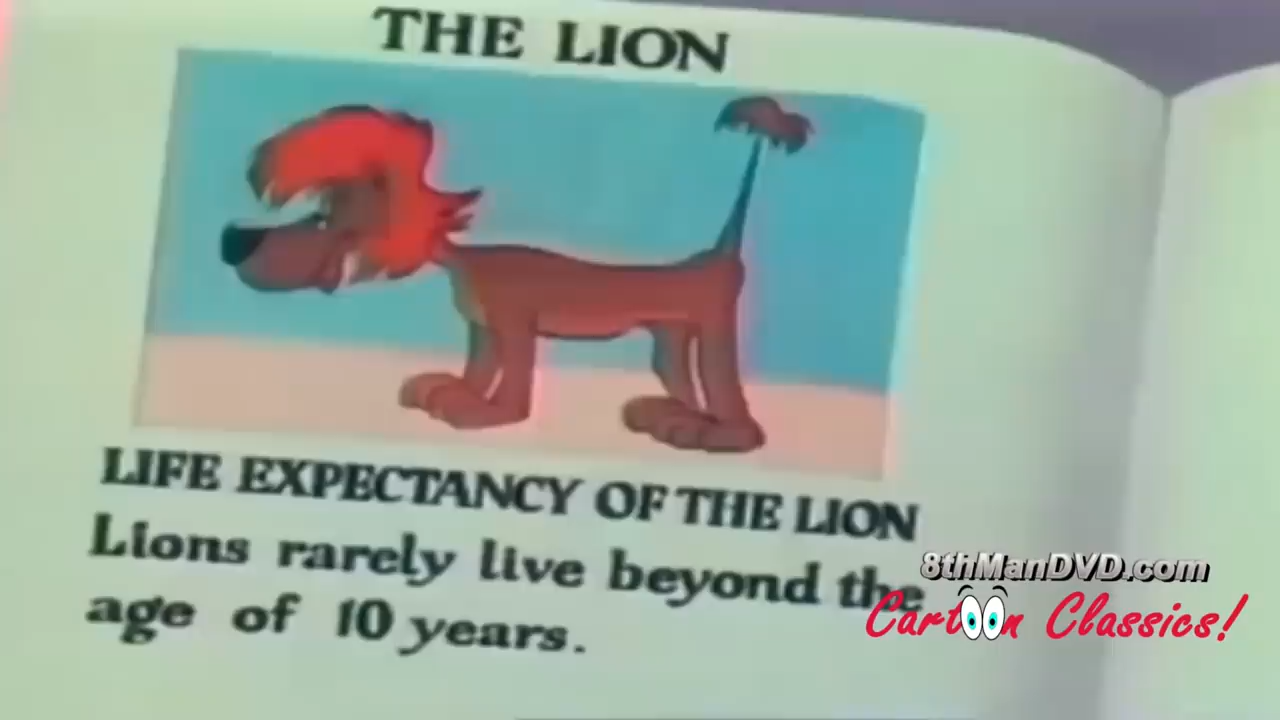 THE LION
LIFE EXPECTANCY OF THE LION
Lions rarely live beyond the
age of 10 years.
8thManDVD.com
Cartoon Classics!